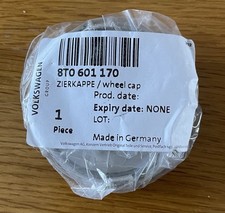 VOLKSWAGEN
GROUP
8T0 601 170
ZIERKAPPE / wheel cap
Prod. date:
Expiry date: NONE
LOT:
1
Piece
Made in Germany